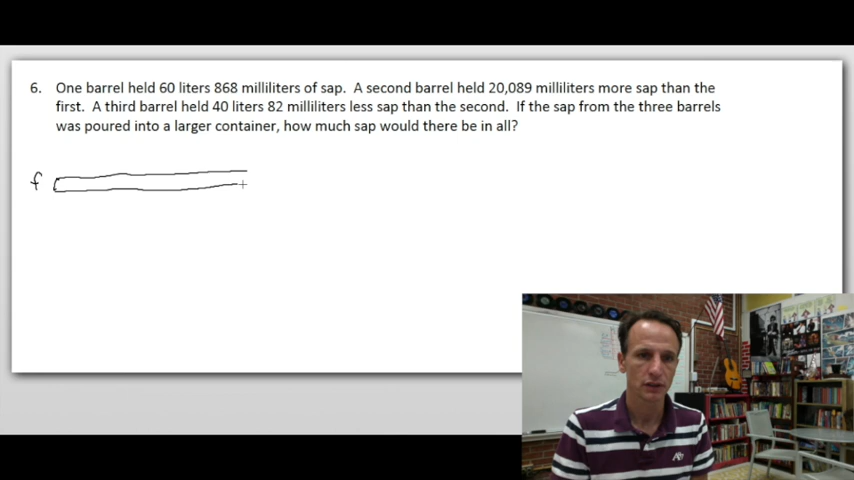 6. One barrel held 60 liters 868 milliliters of sap. A second barrel held 20,089 milliliters more sap than the
first. A third barrel held 40 liters 82 milliliters less sap than the second. If the sap from the three barrels
was poured into a larger container, how much sap would there be in all?
f